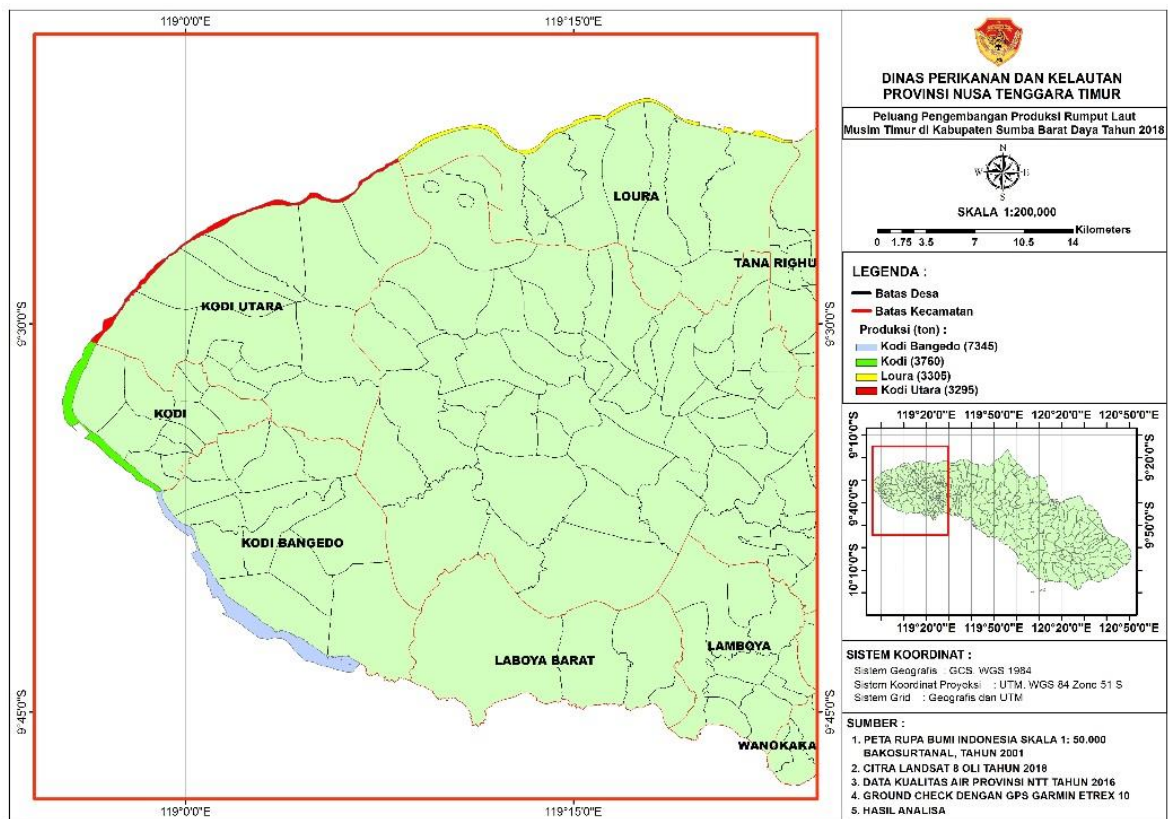 119°0'0"E
119°15'0"E
9°30'0"S
9°45'0"S
LOURA
TANA RIGHU
KODI UTARA
KODI
KODI BANGEDO
LABOYA BARAT
LAMBOYA
WANOKAKA
9°30'0"S
9°45'0"S
119°0'0"E
119°15'0"E
DINAS PERIKANAN DAN KELAUTAN
PROVINSI NUSA TENGGARA TIMUR
Peluang Pengembangan Produksi Rumput Laut
Musim Timur di Kabupaten Sumba Barat Daya Tahun 2018
N
W E
S
SKALA 1:200,000
Kilometers
0 1.75 3.5 7 10.5 14
LEGENDA :
Batas Desa
Batas Kecamatan
Produksi (ton) :
Kodi Bangedo (7345)
Kodi (3760)
Loura (3305)
Kodi Utara (3295)
119°20'0"E 119°50'0"E 120°20'0"E 120°50'0"E
9°10'0"S
9°20'0"S
9°40'0"S
9°50'0"S
10°10'0"S
119°20'0"E 119°50'0"E 120°20'0"E 120°50'0"E
SISTEM KOORDINAT :
Sistem Geografis : GCS. WGS 1984
Sistem Koordinat Proyeksi : UTM. WGS 84 Zone 51 S
Sistem Grid : Geografis dan UTM
SUMBER :
1. PETA RUPA BUMI INDONESIA SKALA 1: 50.000
BAKOSURTANAL, TAHUN 2001
2. CITRA LANDSAT 8 OLI TAHUN 2018
3. DATA KUALITAS AIR PROVINSI NTT TAHUN 2016
4. GROUND CHECK DENGAN GPS GARMIN ETREX 10
5. HASIL ANALISA